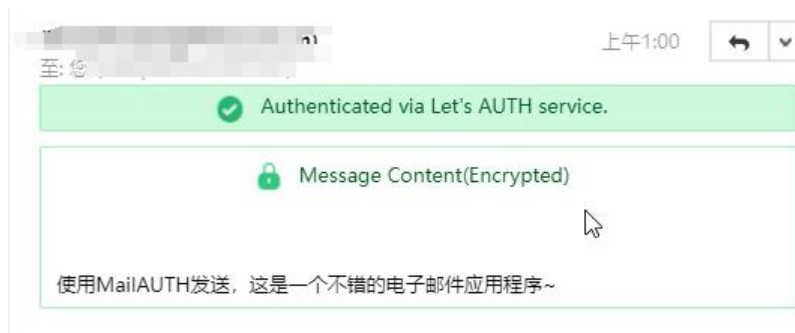 上午1:00
至: 您
Authenticated via Let's AUTH service.
Message Content(Encrypted)
使用MailAUTH发送，这是一个不错的电子邮件应用程序~